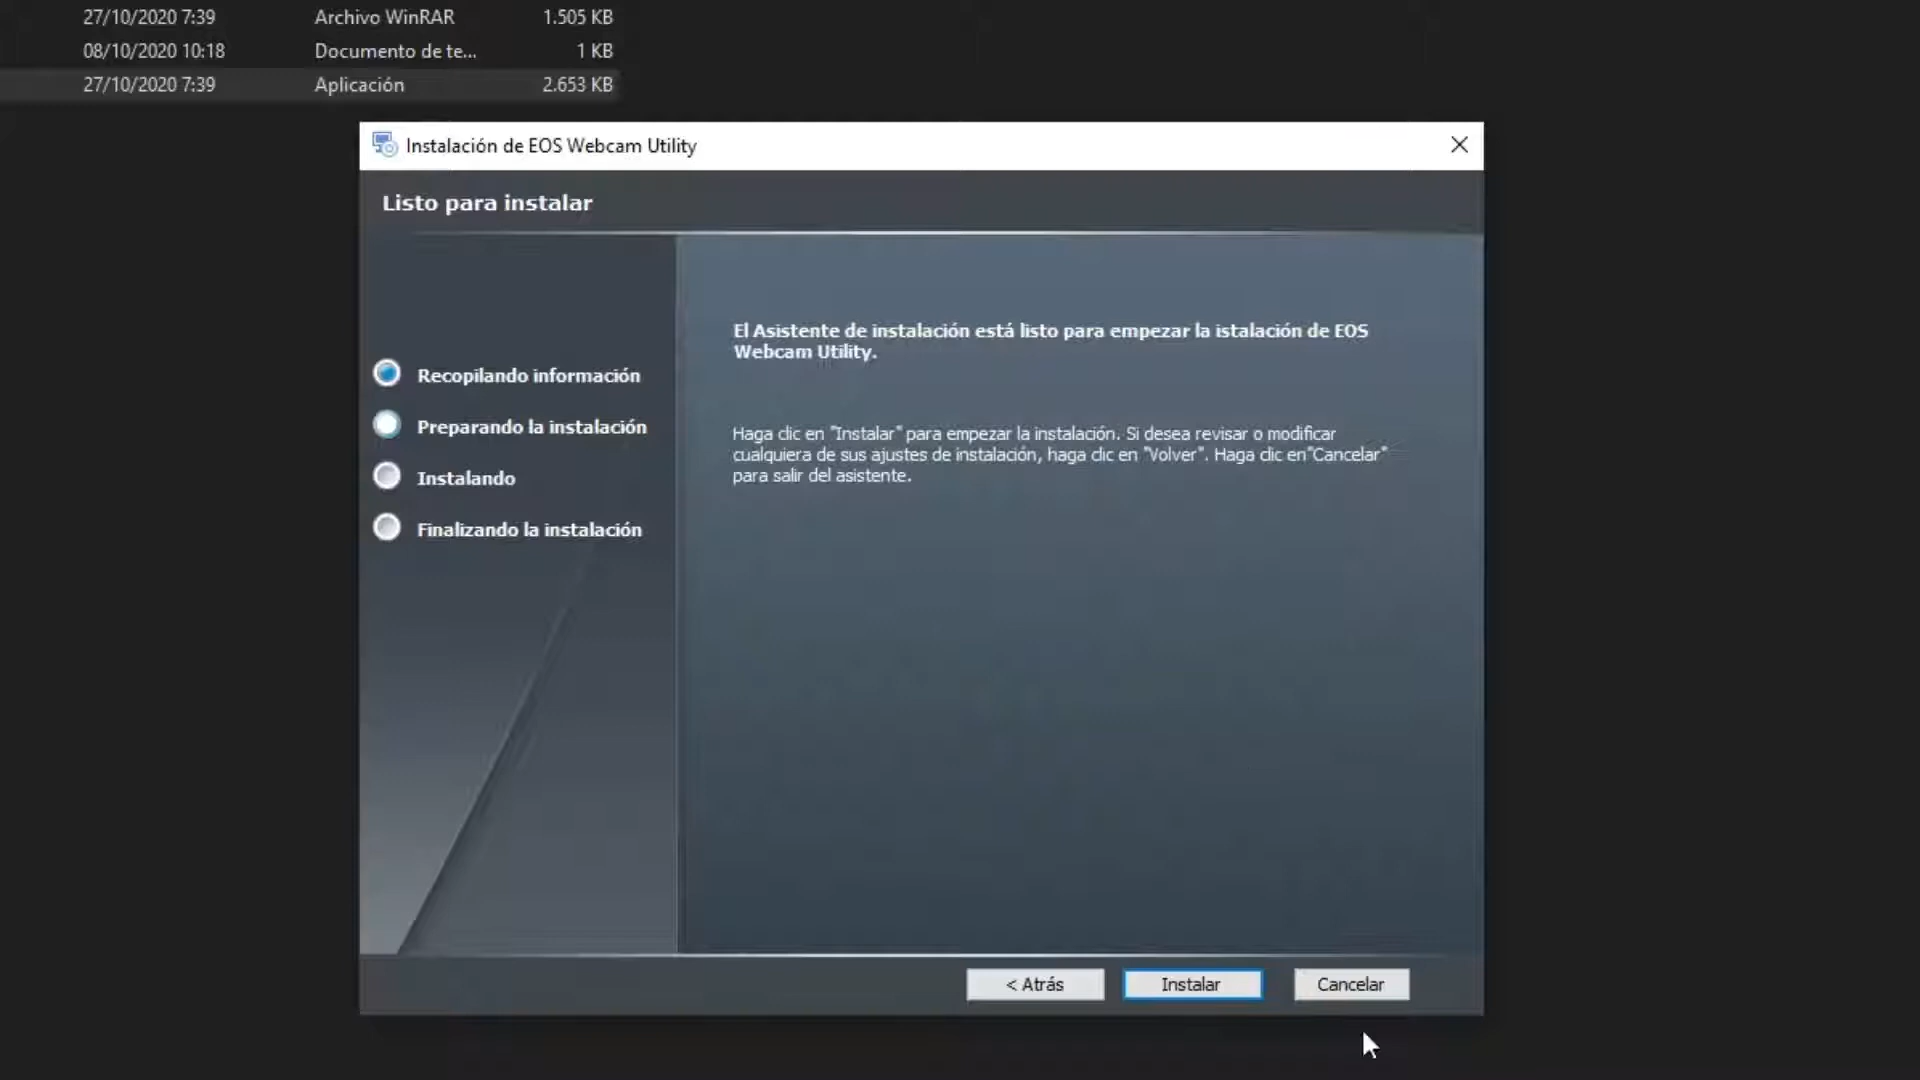 27/10/2020 7:39 Archivo WinRAR 1.505 KB
08/10/2020 10:18 Documento de te... 1 KB
27/10/2020 7:39 Aplicación 2.653 KB
Instalación de EOS Webcam Utility
Listo para instalar
Recopilando información
Preparando la instalación
Instalando
Finalizando la instalación
El Asistente de instalación está listo para empezar la istalación de EOS
Webcam Utility.
Haga clic en "Instalar" para empezar la instalación. Si desea revisar o modificar
cualquiera de sus ajustes de instalación, haga clic en "Volver". Haga clic en"Cancelar"
para salir del asistente.
< Atrás
Instalar
Cancelar